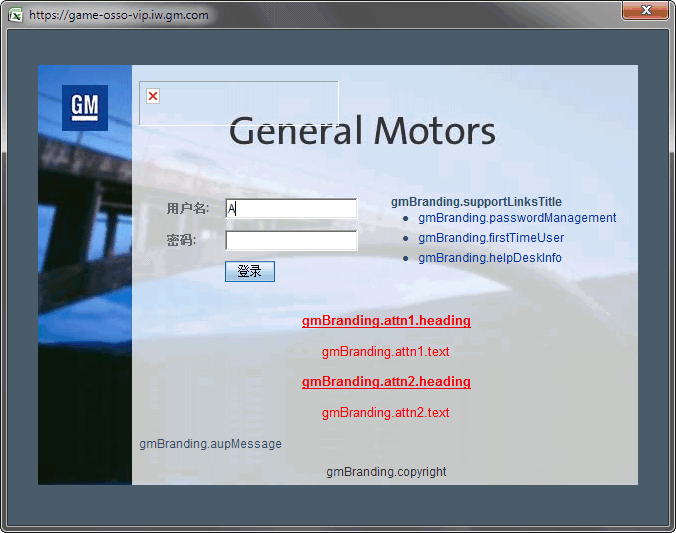 https://game-osso-vip.iw.gm.com
GM
General Motors
用户名: A
密码:
登录
gmBranding.supportLinksTitle
gmBranding.passwordManagement
gmBranding.firstTimeUser
gmBranding.helpDeskInfo
gmBranding.attn1.heading
gmBranding.attn1.text
gmBranding.attn2.heading
gmBranding.attn2.text
gmBranding.aupMessage
gmBranding.copyright